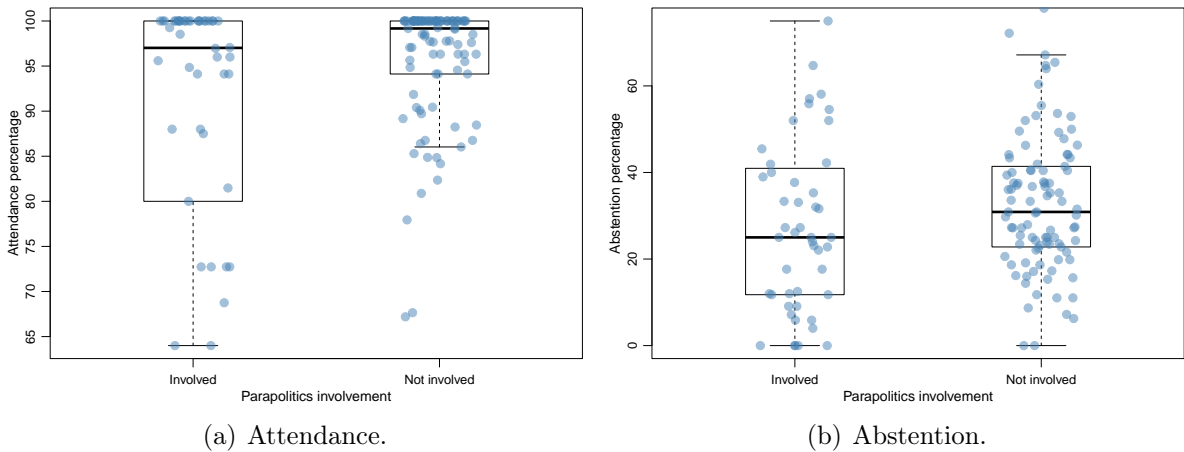 100
95
90
85
80
75
70
65
Attendance percentage
Involved
Not involved
Parapolitics involvement
(a) Attendance.
60
40
20
0
Abstention percentage
Involved
Not involved
Parapolitics involvement
(b) Abstention.